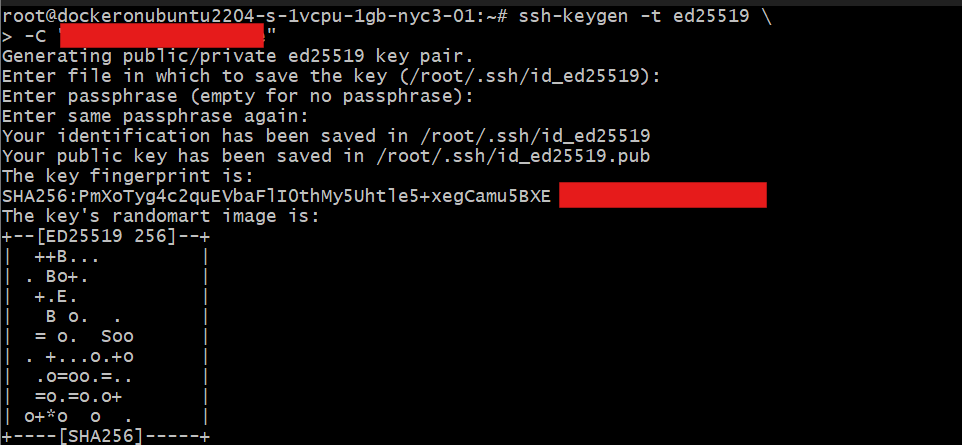 root@dockeronubuntu2204-s-1vcpu-1gb-nyc3-01:~# ssh-keygen -t ed25519 \
> -C "
Generating public/private ed25519 key pair.
Enter file in which to save the key (/root/.ssh/id_ed25519):
Enter passphrase (empty for no passphrase):
Enter same passphrase again:
Your identification has been saved in /root/.ssh/id_ed25519
Your public key has been saved in /root/.ssh/id_ed25519.pub
The key fingerprint is:
SHA256:PmXoTyg4c2quEVbaFlIOthMy5Uhtle5+xegCamu5BXE
The key's randomart image is:
+--[ED25519 256]--+
|  ++B...         |
| . Bo+.          |
|  +.E.           |
|   B o.  .       |
|  = o.  Soo      |
| . +...o.+o      |
|  .o=oo.=..      |
|  =o.=o.o+       |
| o+*o  o  .      |
+----[SHA256]-----+